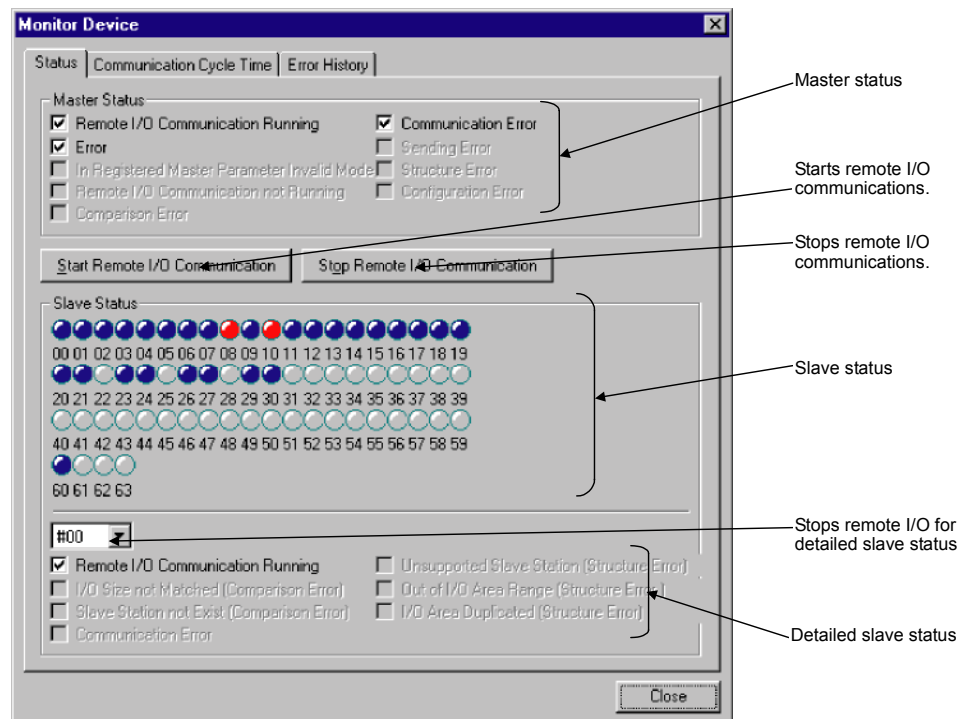 Monitor Device
Status Communication Cycle Time Error History
Master Status
Remote I/O Communication Running
Communication Error
Error
Sending Error
In Registered Master Parameter Invalid Mode
Structure Error
Remote I/O Communication not Running
Configuration Error
Comparison Error
Start Remote I/O Communication
Stop Remote I/O Communication
Slave Status
00 01 02 03 04 05 06 07 08 09 10 11 12 13 14 15 16 17 18 19
20 21 22 23 24 25 26 27 28 29 30 31 32 33 34 35 36 37 38 39
40 41 42 43 44 45 46 47 48 49 50 51 52 53 54 55 56 57 58 59
60 61 62 63
#00
Remote I/O Communication Running
Unsupported Slave Station (Structure Error)
I/O Size not Matched (Comparison Error)
Out of I/O Area Range (Structure Error)
Slave Station not Exist (Comparison Error)
I/O Area Duplicated (Structure Error)
Communication Error
Close
Master status
Starts remote I/O
communications.
Stops remote I/O
communications.
Slave status
Stops remote I/O for
detailed slave status
Detailed slave status